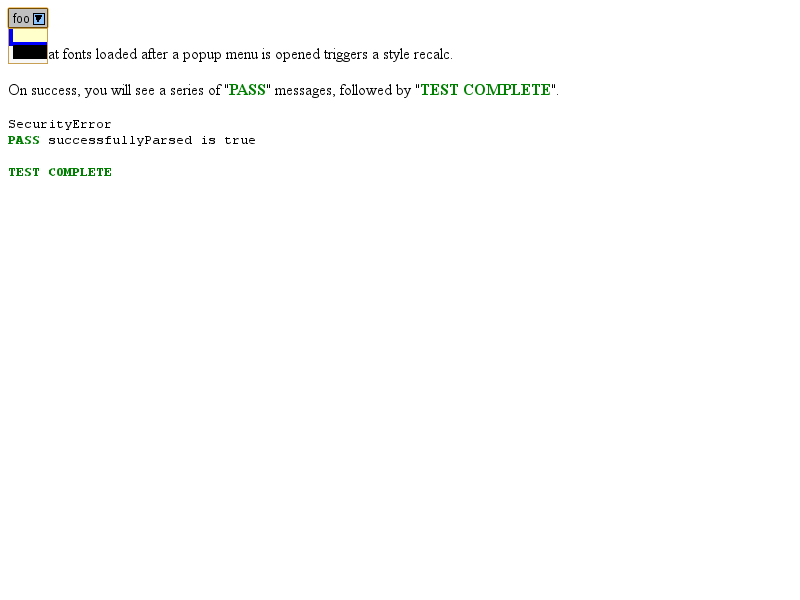 foo
at fonts loaded after a popup menu is opened triggers a style recalc.
On success, you will see a series of "PASS" messages, followed by "TEST COMPLETE".
SecurityError
PASS successfullyParsed is true
TEST COMPLETE